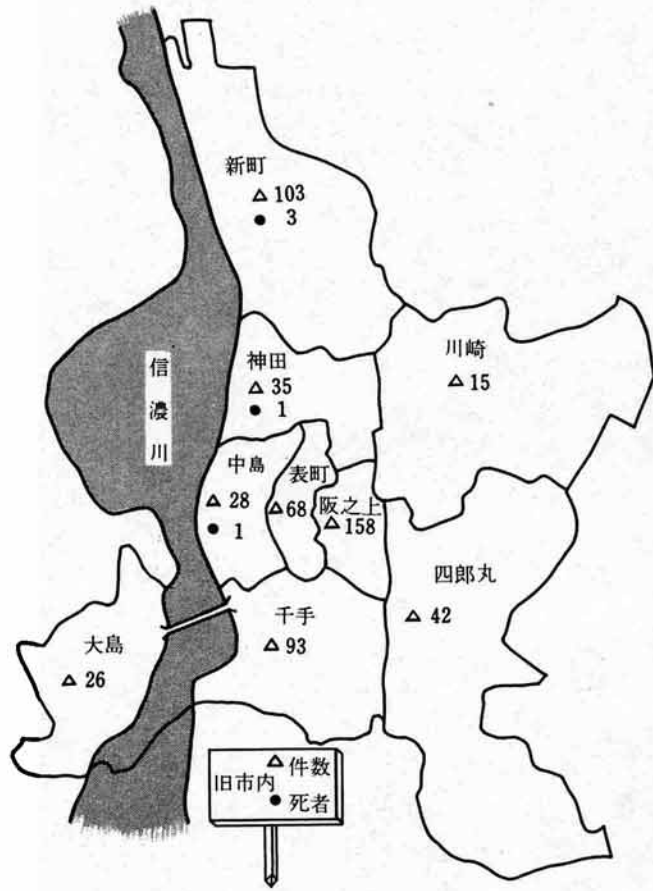 新町
△ 103
● 3
川崎
△ 15
神田
△ 35
● 1
信濃川
中島
△ 28
● 1
表町
△ 68
阪之上
△ 158
四郎丸
△ 42
千手
△ 93
大島
△ 26
旧市内
△ 件数
● 死者